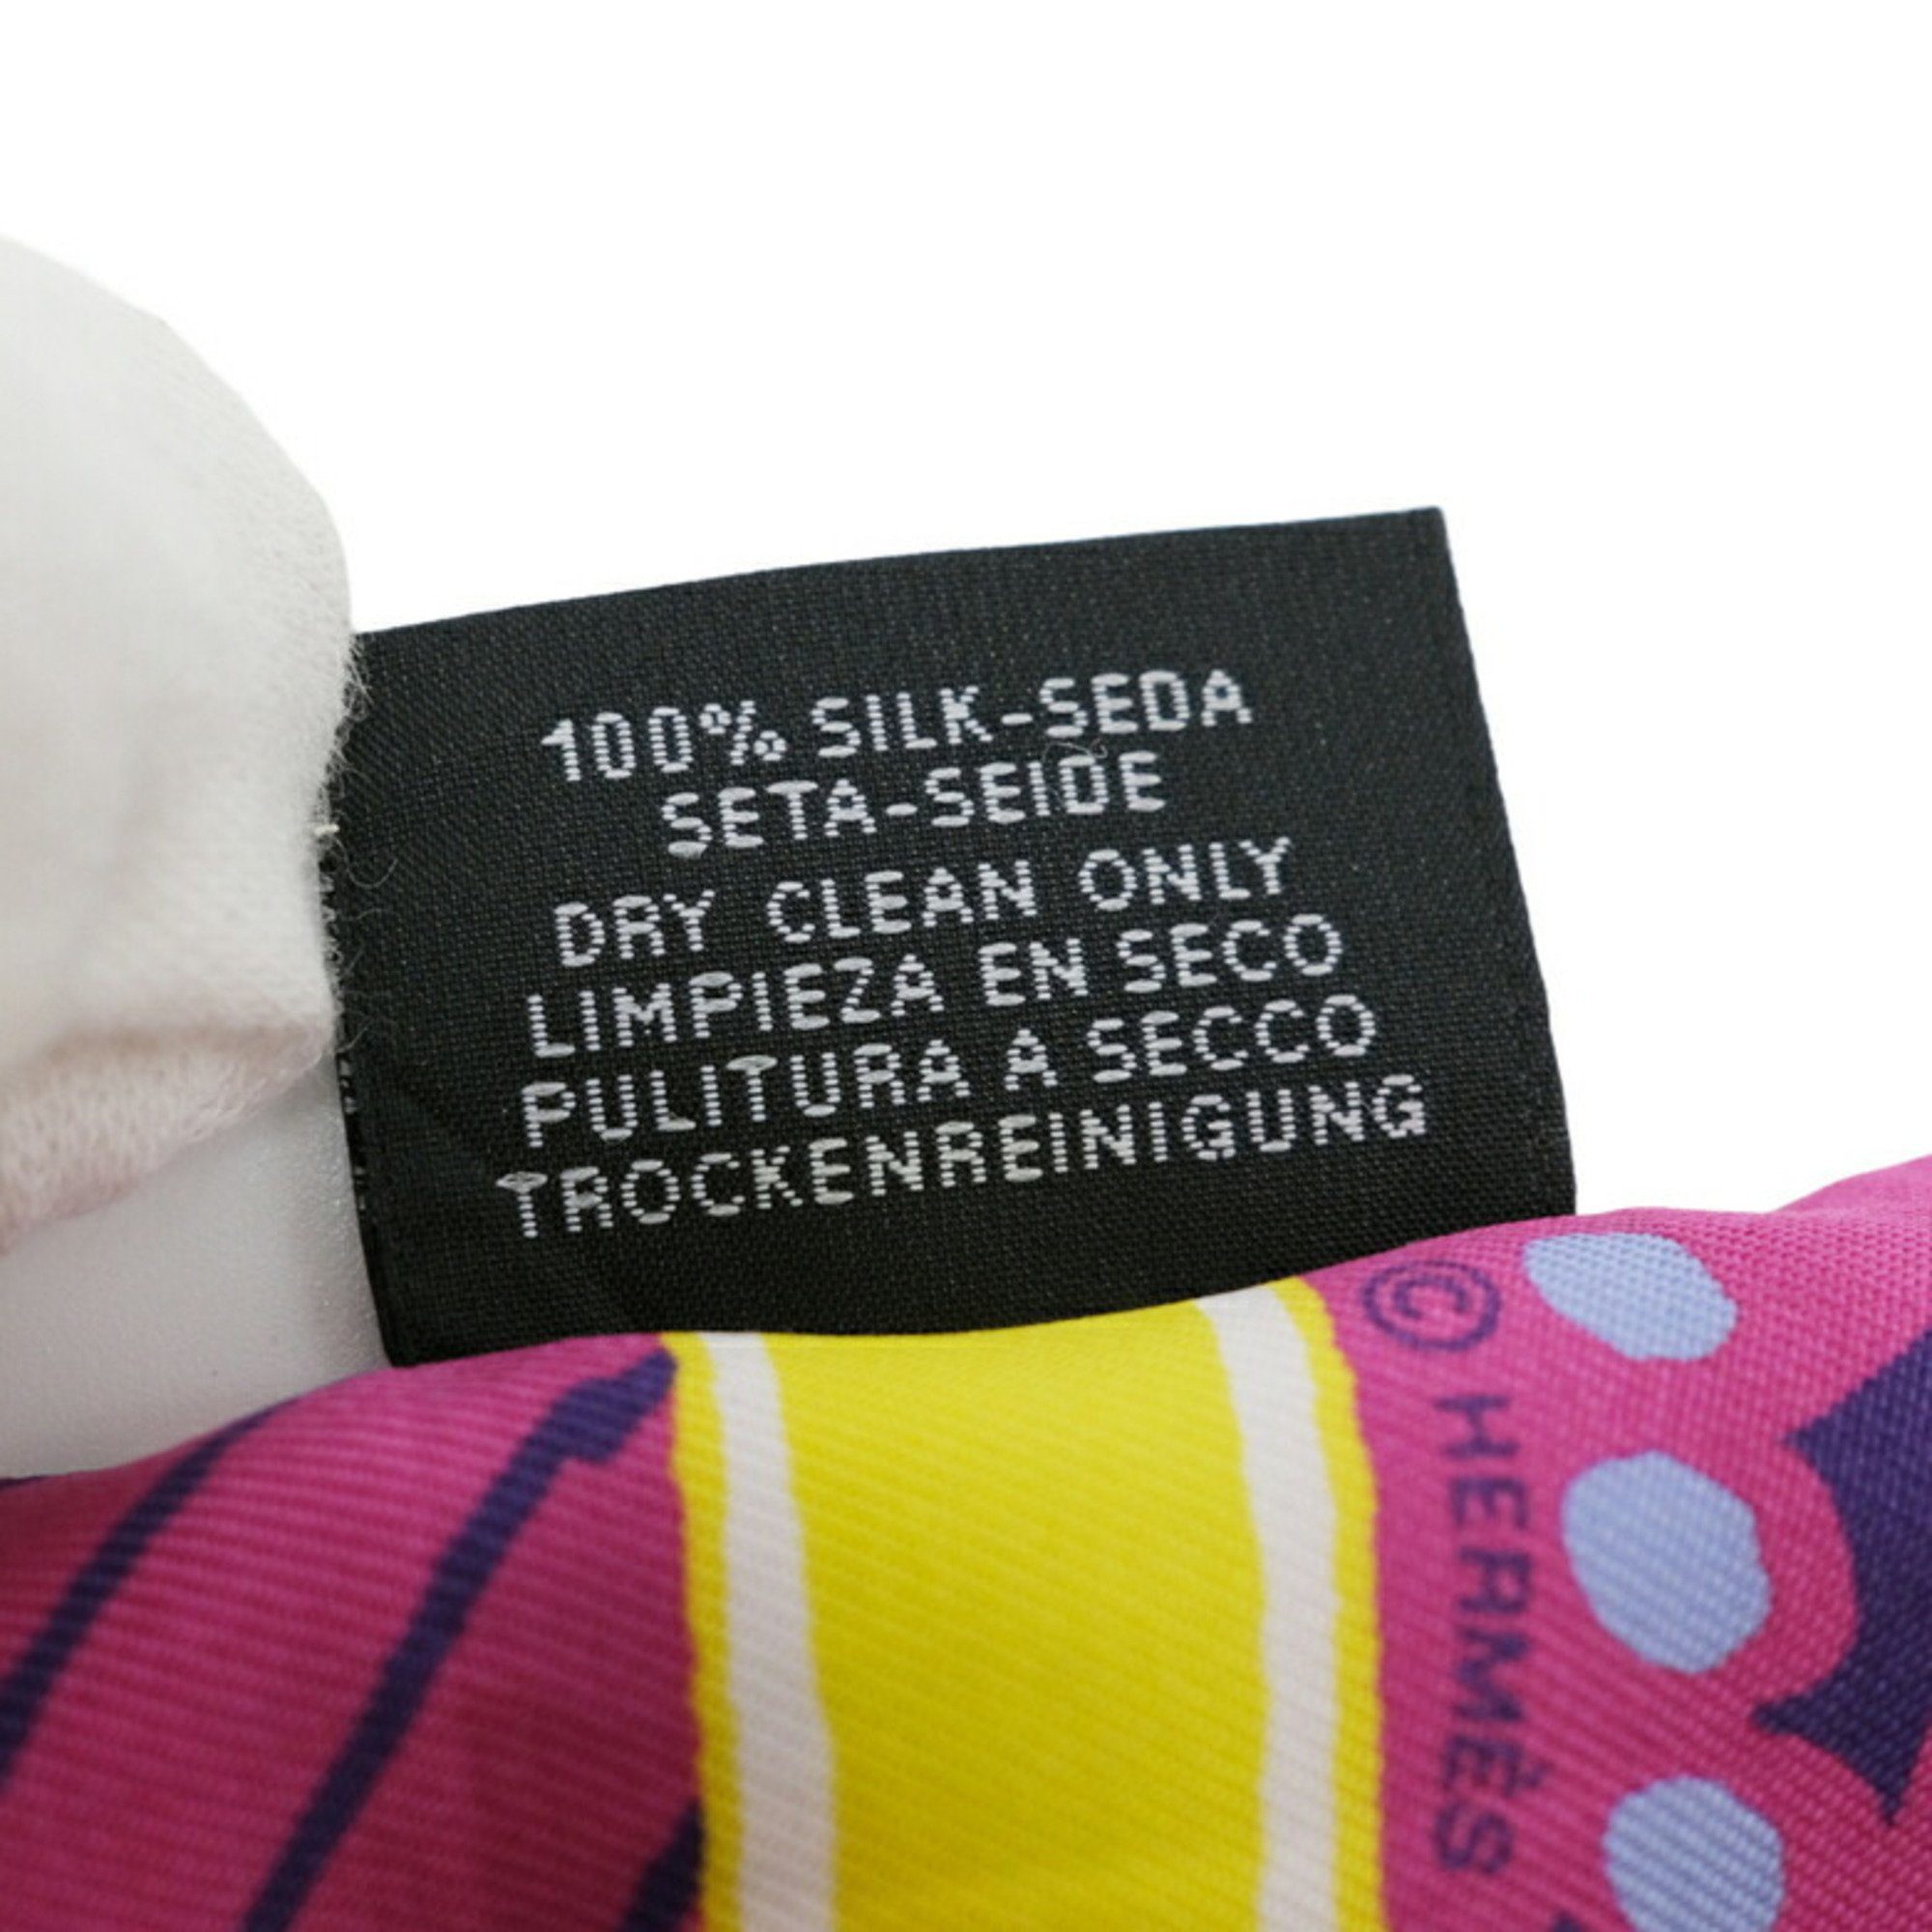 100% SILK-SEDA
SETA-SEIDE
DRY CLEAN ONLY
LIMPIEZA EN SECO
PULITURA A SECCO
TROCKENREINIGUNG
© HERMÈS